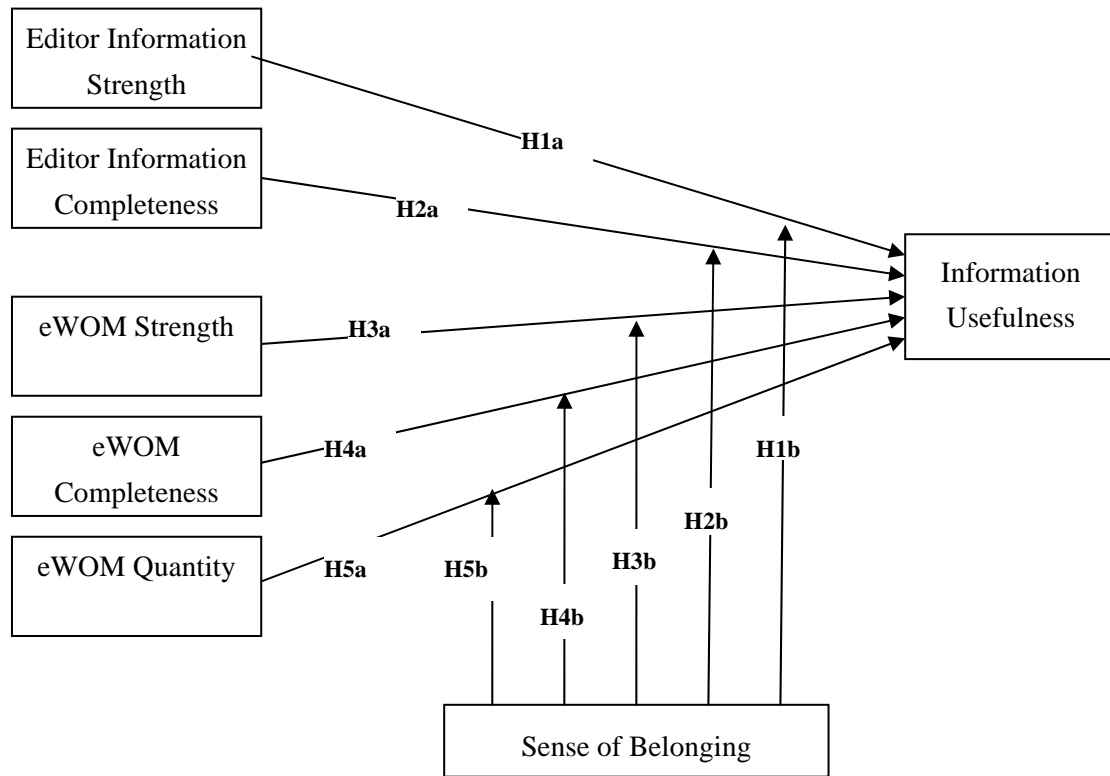 Editor Information
Strength
H1a
Editor Information
Completeness
H2a
Information
Usefulness
eWOM Strength
H3a
eWOM
Completeness
H4a
H1b
eWOM Quantity
H5a
H5b
H3b
H2b
H4b
Sense of Belonging